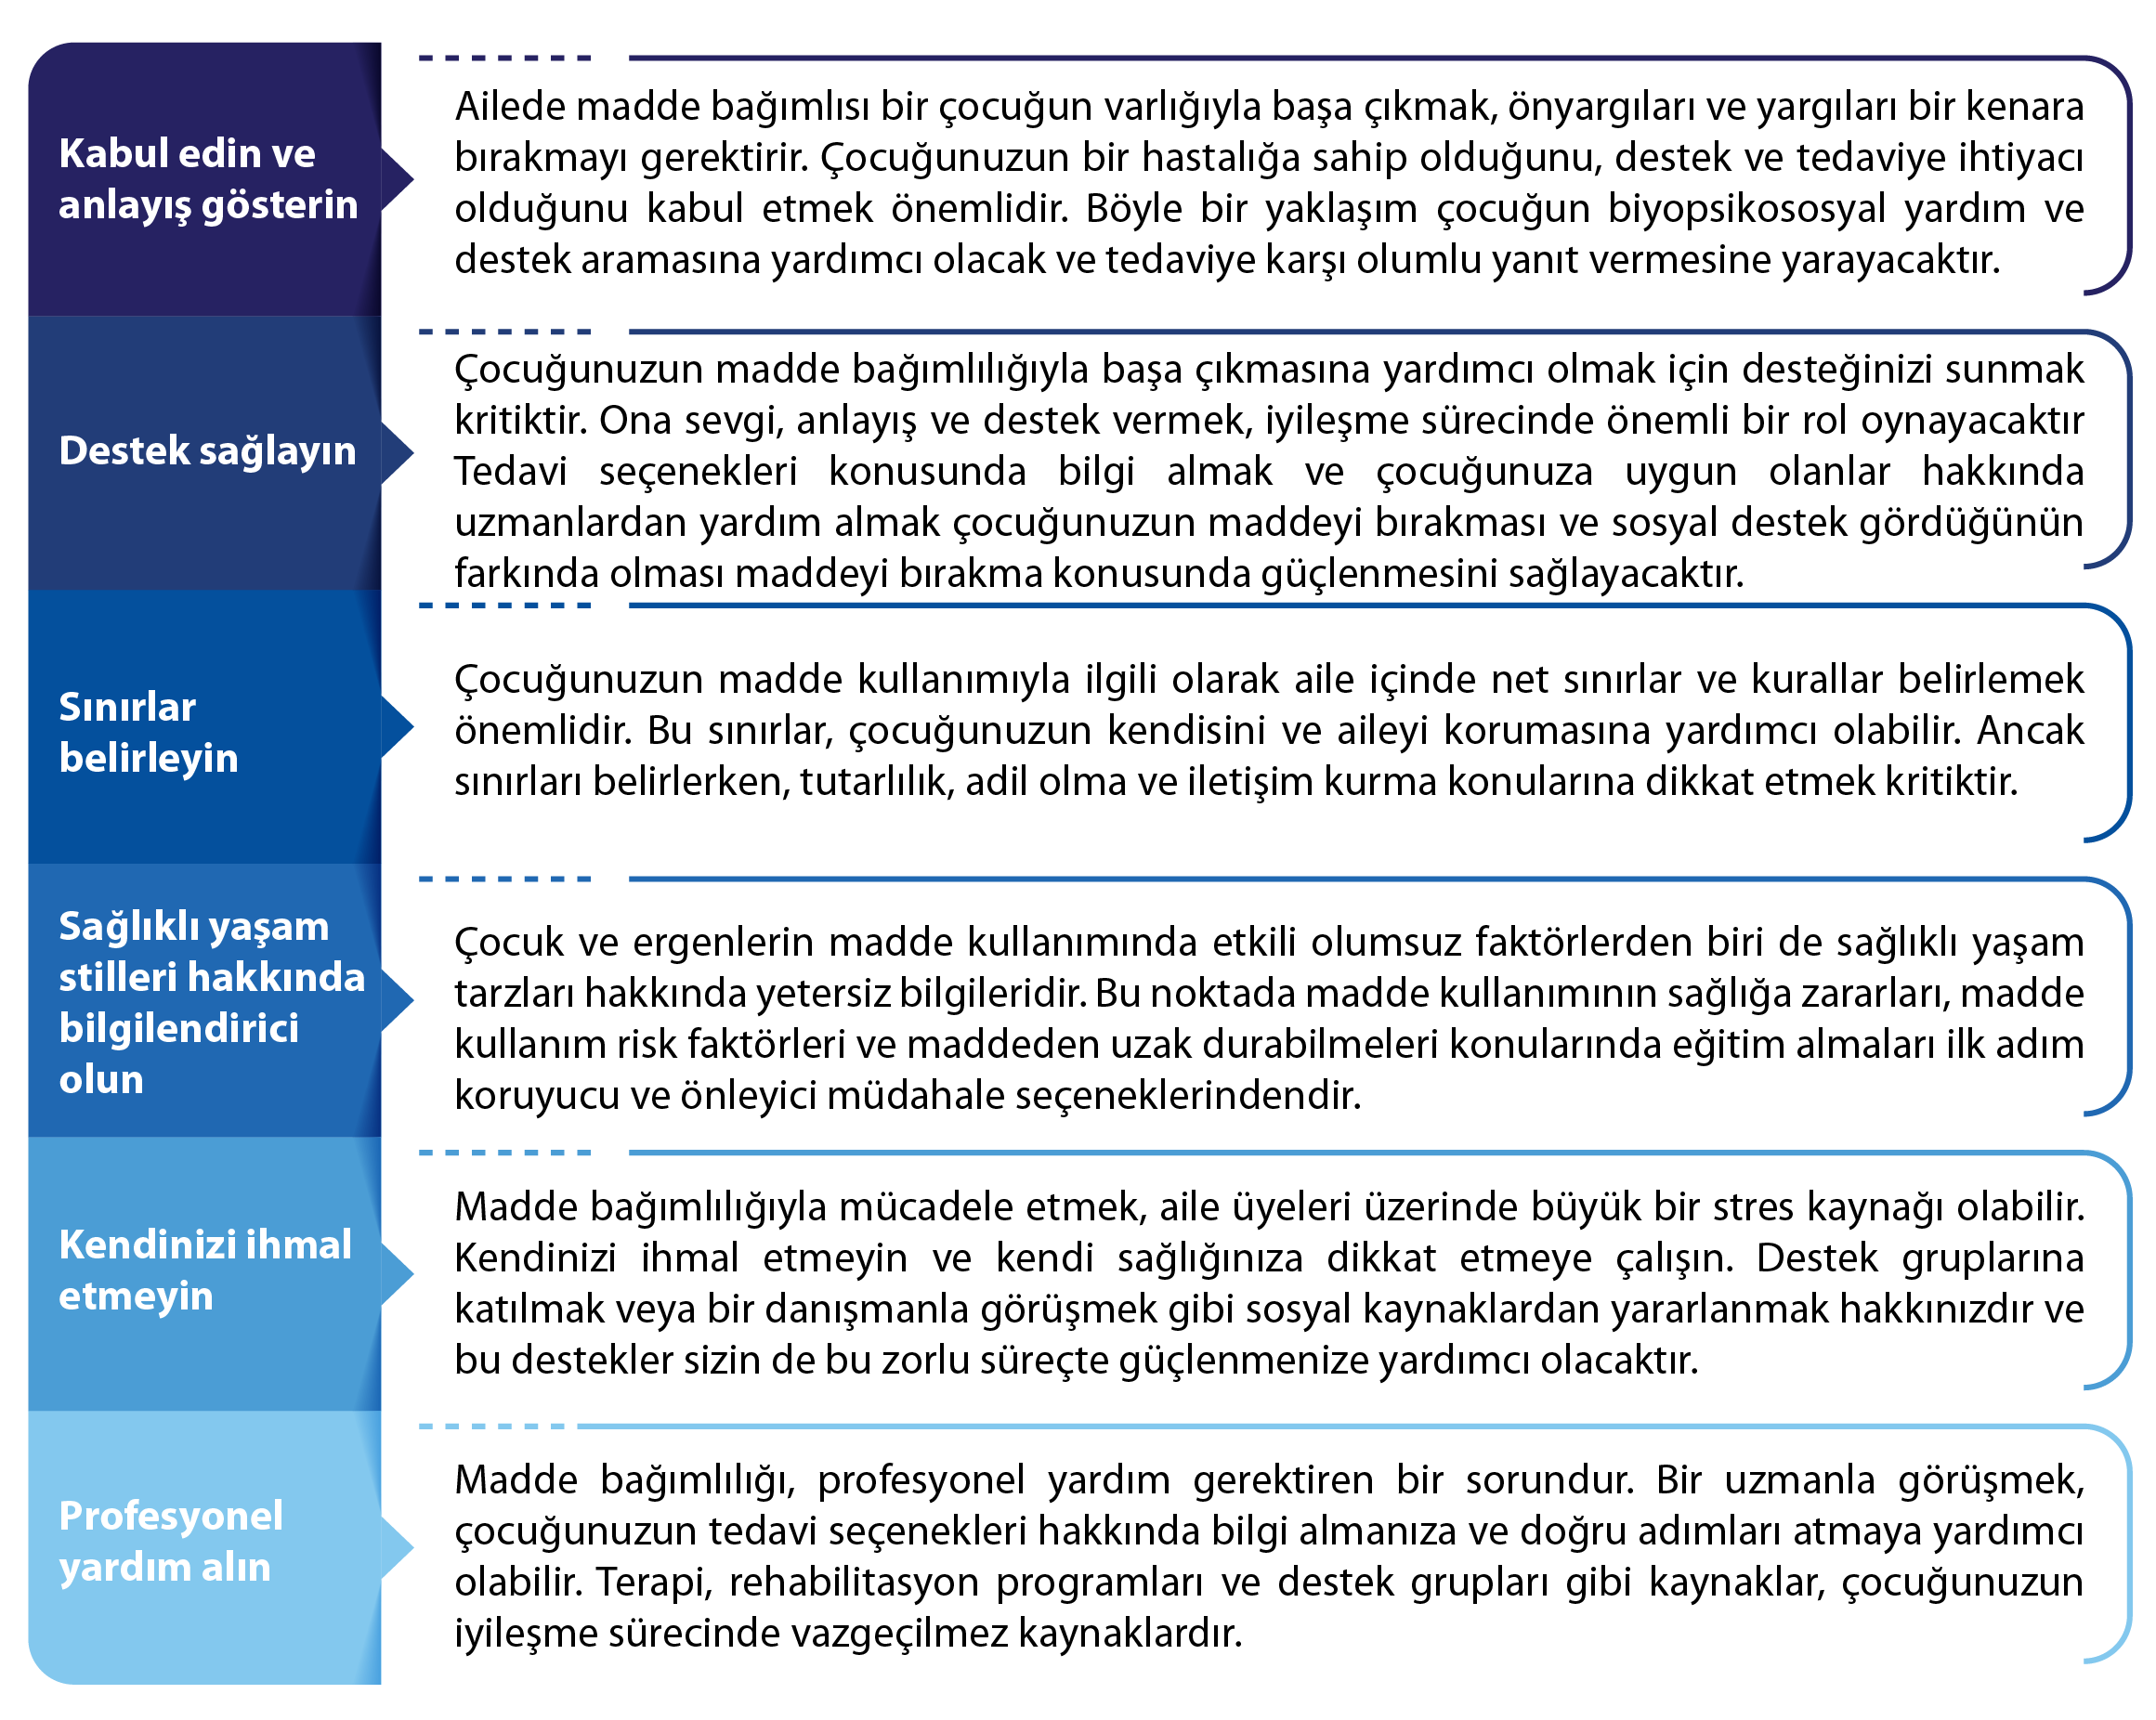 Kabul edin ve
anlayış gösterin
Ailede madde bağımlısı bir çocuğun varlığıyla başa çıkmak, önyargıları ve yargıları bir kenara
bırakmayı gerektirir. Çocuğunuzun bir hastalığa sahip olduğunu, destek ve tedaviye ihtiyacı
olduğunu kabul etmek önemlidir. Böyle bir yaklaşım çocuğun biyopsikososyal yardım ve
destek aramasına yardımcı olacak ve tedaviye karşı olumlu yanıt vermesine yarayacaktır.
Destek sağlayın
Çocuğunuzun madde bağımlılığıyla başa çıkmasına yardımcı olmak için desteğinizi sunmak
kritiktir. Ona sevgi, anlayış ve destek vermek, iyileşme sürecinde önemli bir rol oynayacaktır
Tedavi seçenekleri konusunda bilgi almak ve çocuğunuza uygun olanlar hakkında
uzmanlardan yardım almak çocuğunuzun maddeyi bırakması ve sosyal destek gördüğünün
farkında olması maddeyi bırakma konusunda güçlenmesini sağlayacaktır.
Sınırlar
belirleyin
Çocuğunuzun madde kullanımıyla ilgili olarak aile içinde net sınırlar ve kurallar belirlemek
önemlidir. Bu sınırlar, çocuğunuzun kendisini ve aileyi korumasına yardımcı olabilir. Ancak
sınırları belirlerken, tutarlılık, adil olma ve iletişim kurma konularına dikkat etmek kritiktir.
Sağlıklı yaşam
stilleri hakkında
bilgilendirici
olun
Çocuk ve ergenlerin madde kullanımında etkili olumsuz faktörlerden biri de sağlıklı yaşam
tarzları hakkında yetersiz bilgileridir. Bu noktada madde kullanımının sağlığa zararları, madde
kullanım risk faktörleri ve maddeden uzak durabilmeleri konularında eğitim almaları ilk adım
koruyucu ve önleyici müdahale seçeneklerindendir.
Kendinizi ihmal
etmeyin
Madde bağımlılığıyla mücadele etmek, aile üyeleri üzerinde büyük bir stres kaynağı olabilir.
Kendinizi ihmal etmeyin ve kendi sağlığınıza dikkat etmeye çalışın. Destek gruplarına
katılmak veya bir danışmanla görüşmek gibi sosyal kaynaklardan yararlanmak hakkınızdır ve
bu destekler sizin de bu zorlu süreçte güçlenmenize yardımcı olacaktır.
Profesyonel
yardım alın
Madde bağımlılığı, profesyonel yardım gerektiren bir sorundur. Bir uzmanla görüşmek,
çocuğunuzun tedavi seçenekleri hakkında bilgi almanıza ve doğru adımları atmaya yardımcı
olabilir. Terapi, rehabilitasyon programları ve destek grupları gibi kaynaklar, çocuğunuzun
iyileşme sürecinde vazgeçilmez kaynaklardır.